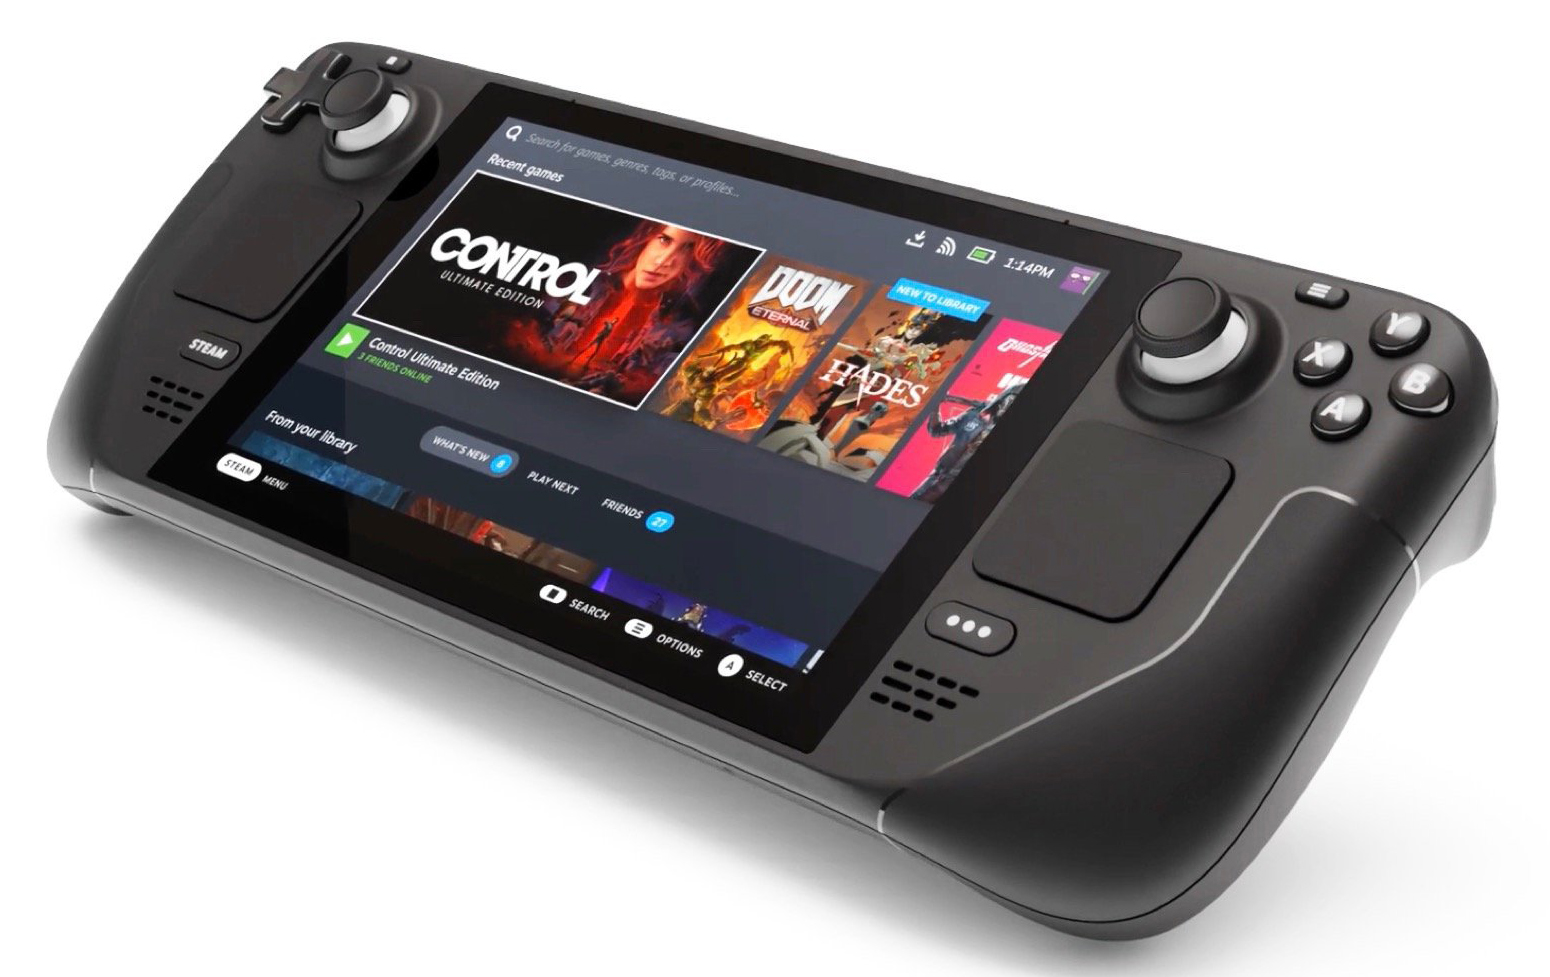 Search for games, genres, tags, or profiles...
1:14PM
Recent games
CONTROL
ULTIMATE EDITION
DOOM
ETERNAL
NEW TO LIBRARY
HADES
Control Ultimate Edition
3 FRIENDS ONLINE
WHAT'S NEW 8
PLAY NEXT
FRIENDS 27
From your library
STEAM MENU
SEARCH
OPTIONS
A SELECT
STEAM
Y
X
B
A